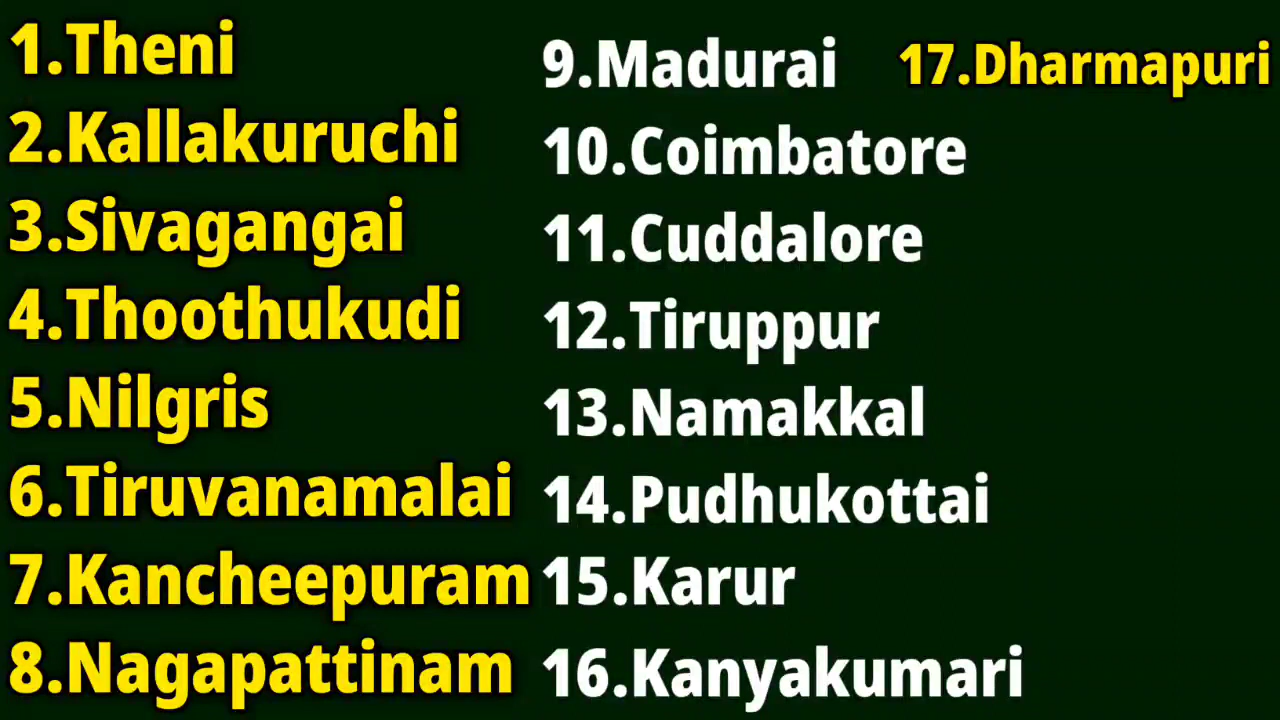 1.Theni
2.Kallakuruchi
3.Sivagangai
4.Thoothukudi
5.Nilgris
6.Tiruvanamalai
7.Kancheepuram
8.Nagapattinam
9.Madurai
10.Coimbatore
11.Cuddalore
12.Tiruppur
13.Namakkal
14.Pudhukottai
15.Karur
16.Kanyakumari
17.Dharmapuri